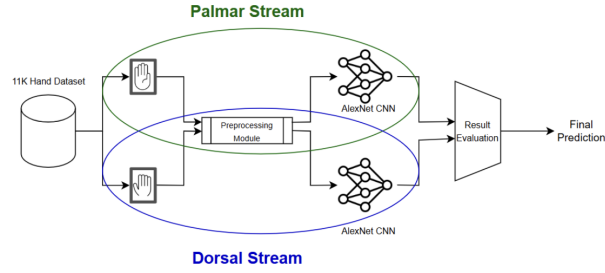 Palmar Stream
11K Hand Dataset
AlexNet CNN
Preprocessing
Module
Result
Evaluation
Final
Prediction
AlexNet CNN
Dorsal Stream